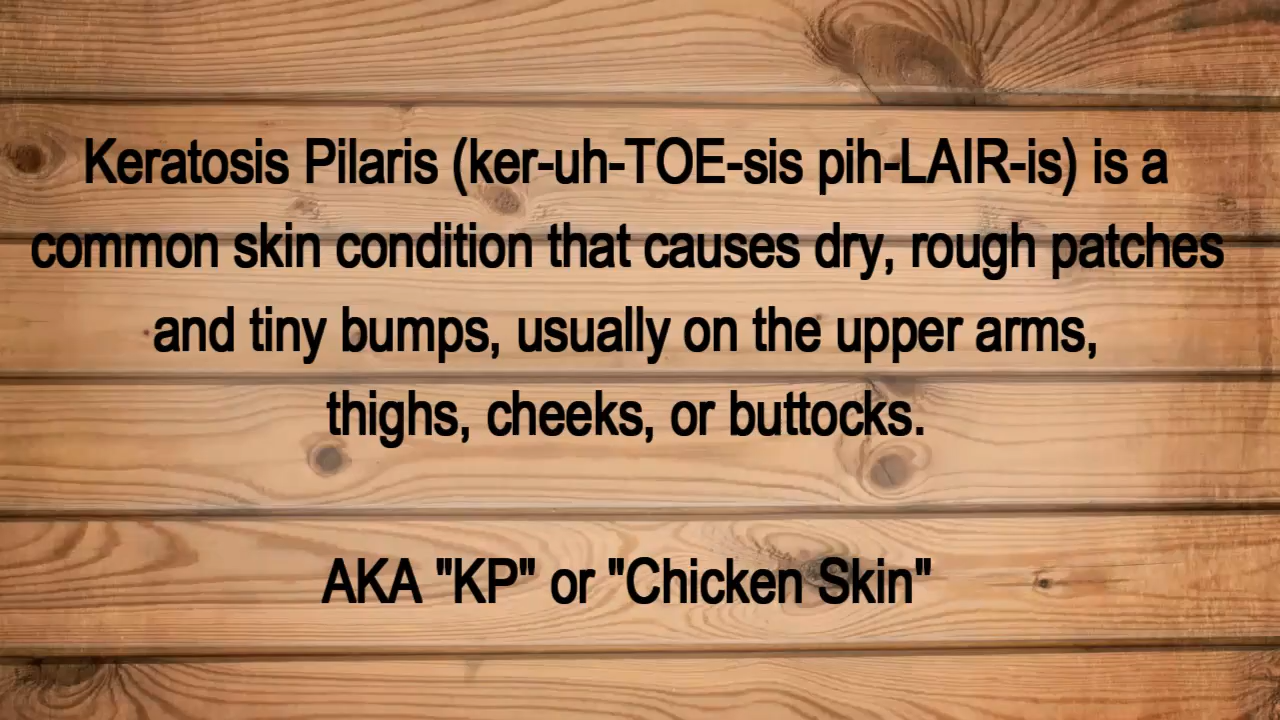 Keratosis Pilaris (ker-uh-TOE-sis pih-LAIR-is) is a
common skin condition that causes dry, rough patches
and tiny bumps, usually on the upper arms,
thighs, cheeks, or buttocks.
AKA "KP" or "Chicken Skin"